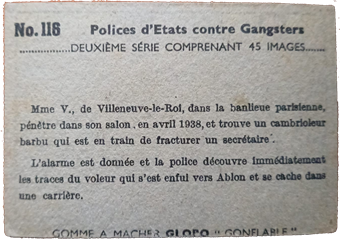 No. 116 Polices d'Etats contre Gangsters
DEUXIÈME SÉRIE COMPRENANT 45 IMAGES
Mme V., de Villeneuve-le-Roi, dans la banlieue parisienne,
pénètre dans son salon, en avril 1938, et trouve un cambrioleur
barbu qui est en train de fracturer un secrétaire.
L'alarme est donnée et la police découvre immédiatement
les traces du voleur qui s'est enfui vers Ablon et se cache dans
une carrière.
GOMME A MACHER GLOPO "GONFLABLE"